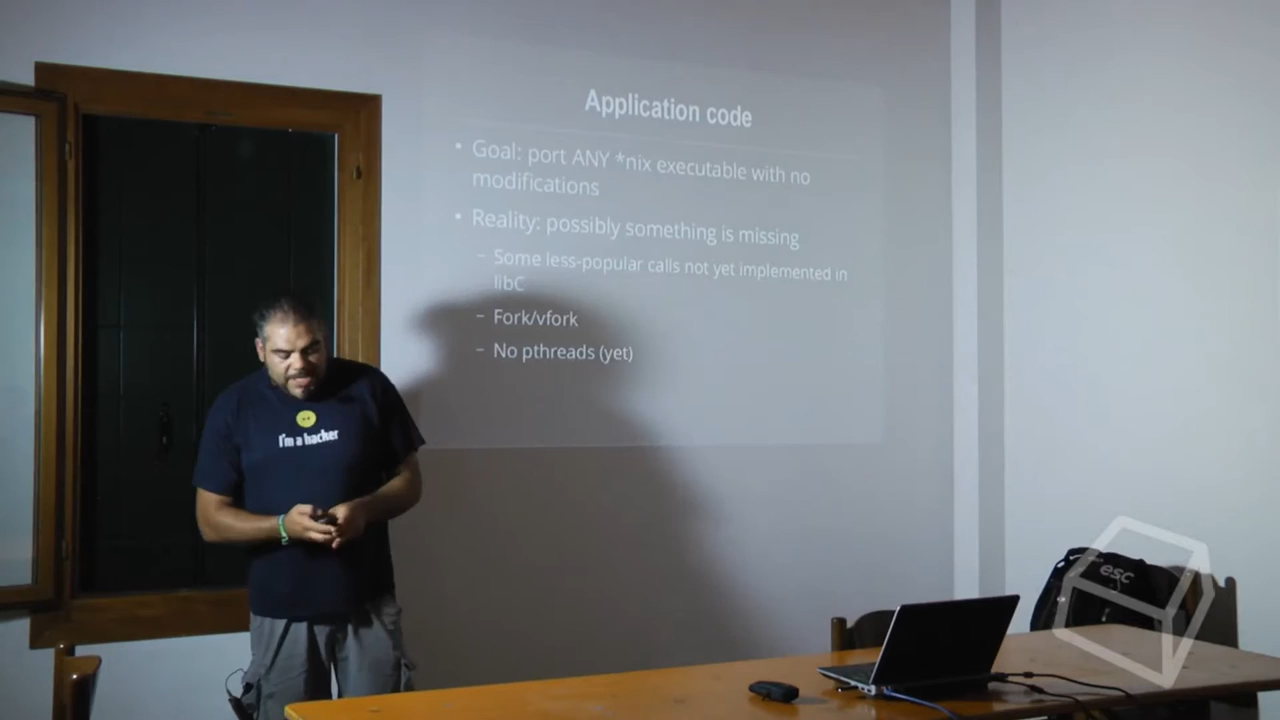 Application code
• Goal: port ANY *nix executable with no
modifications
• Reality: possibly something is missing
– Some less-popular calls not yet implemented in
libC
– Fork/vfork
– No pthreads (yet)
I'm a hacker
esc